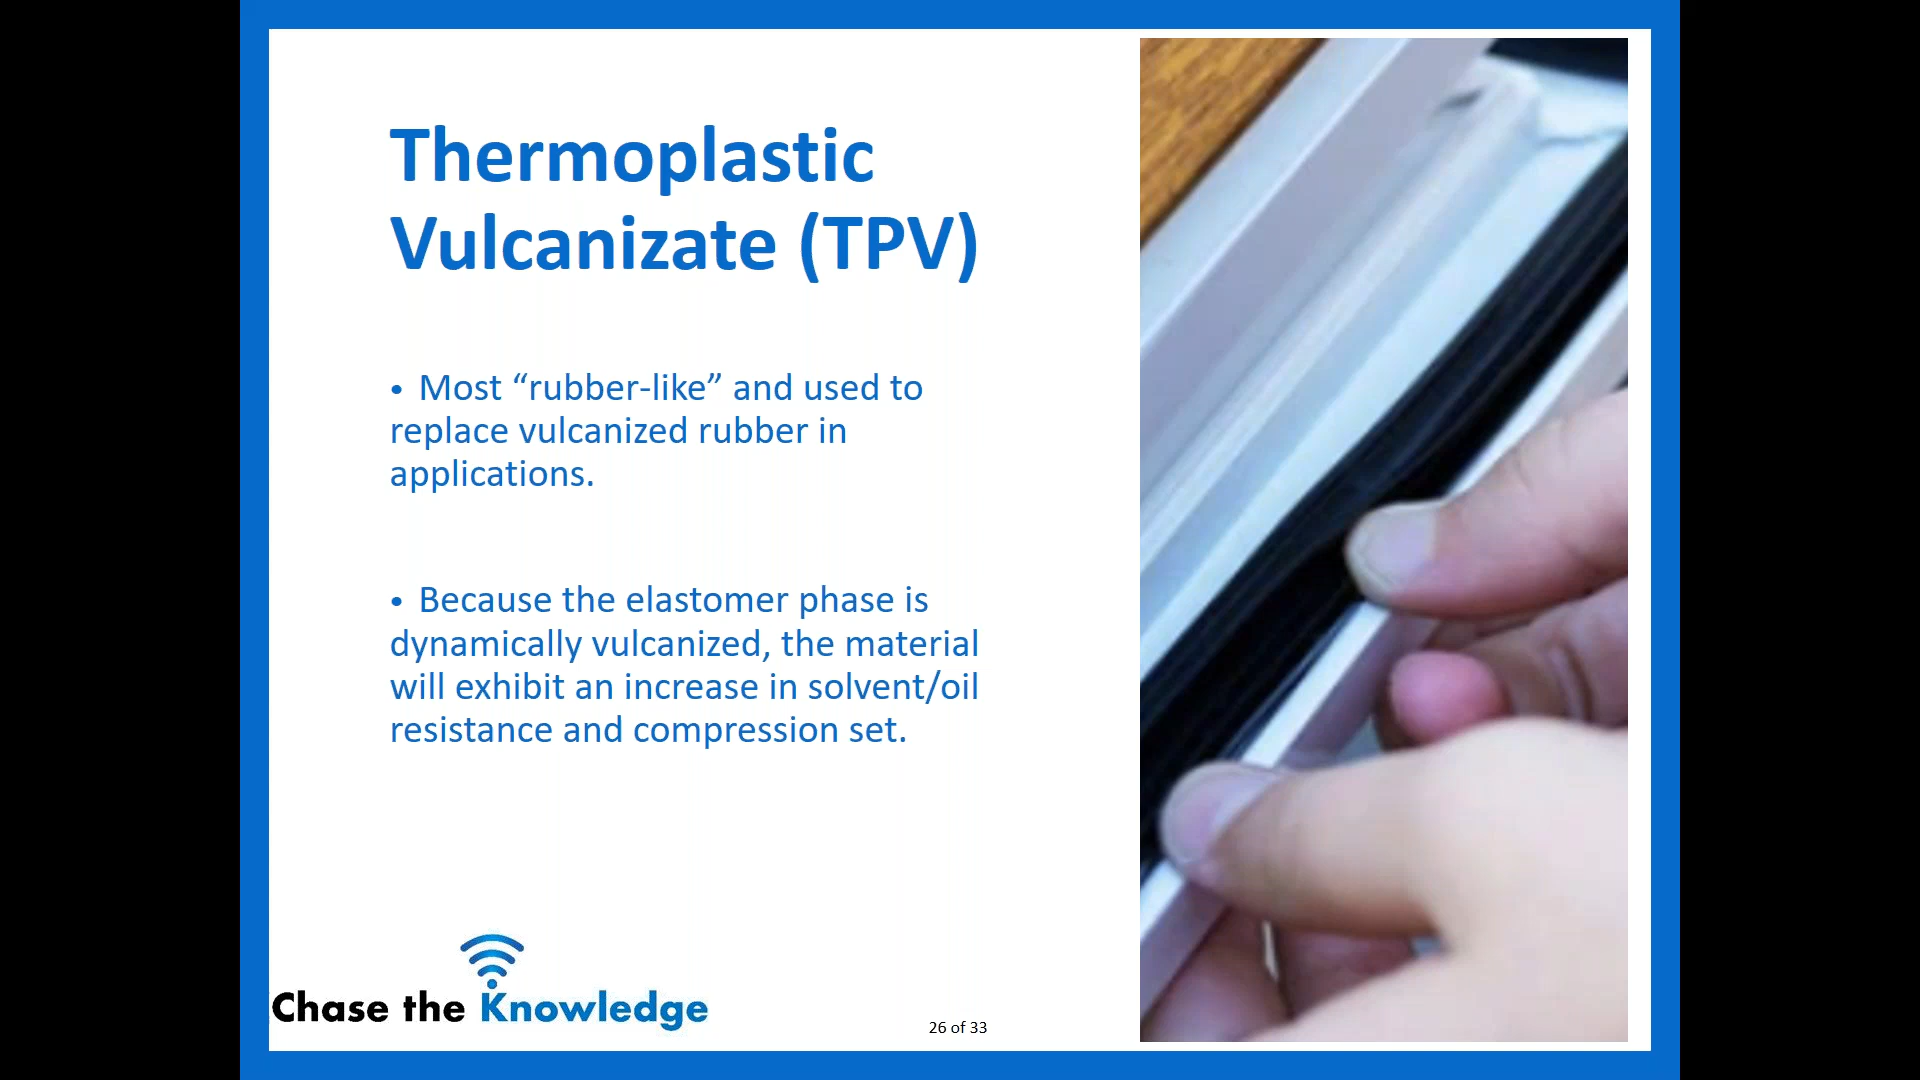 Thermoplastic
Vulcanizate (TPV)
• Most “rubber-like” and used to
replace vulcanized rubber in
applications.
• Because the elastomer phase is
dynamically vulcanized, the material
will exhibit an increase in solvent/oil
resistance and compression set.
Chase the Knowledge
26 of 33